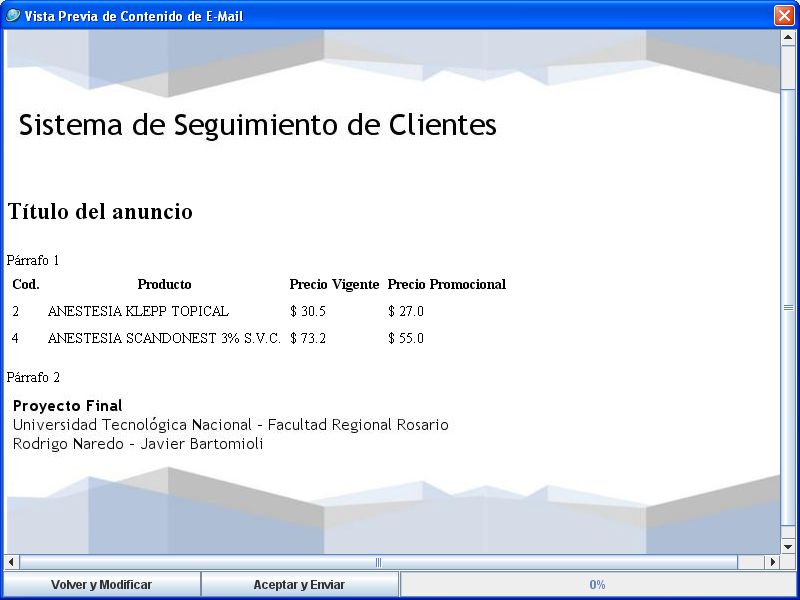 Vista Previa de Contenido de E-Mail
Sistema de Seguimiento de Clientes
Título del anuncio
Párrafo 1
Cod. Producto Precio Vigente Precio Promocional
2 ANESTESIA KLEPP TOPICAL $ 30.5 $ 27.0
4 ANESTESIA SCANDONEST 3% S.V.C. $ 73.2 $ 55.0
Párrafo 2
Proyecto Final
Universidad Tecnológica Nacional - Facultad Regional Rosario
Rodrigo Naredo - Javier Bartomioli
Volver y Modificar Aceptar y Enviar 0%